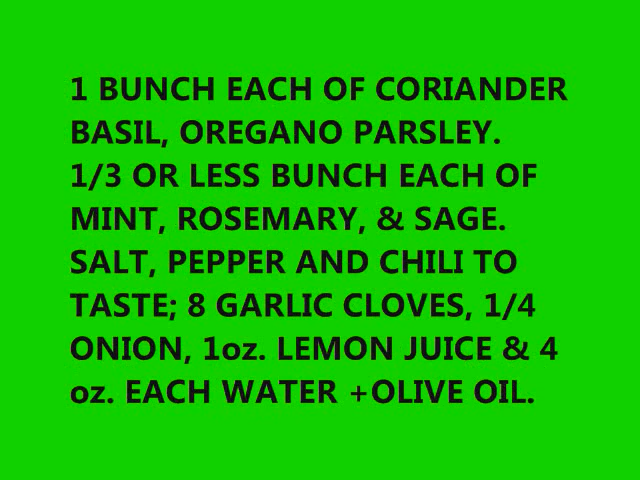 1 BUNCH EACH OF CORIANDER
BASIL, OREGANO PARSLEY.
1/3 OR LESS BUNCH EACH OF
MINT, ROSEMARY, & SAGE.
SALT, PEPPER AND CHILI TO
TASTE; 8 GARLIC CLOVES, 1/4
ONION, 1oz. LEMON JUICE & 4
oz. EACH WATER +OLIVE OIL.